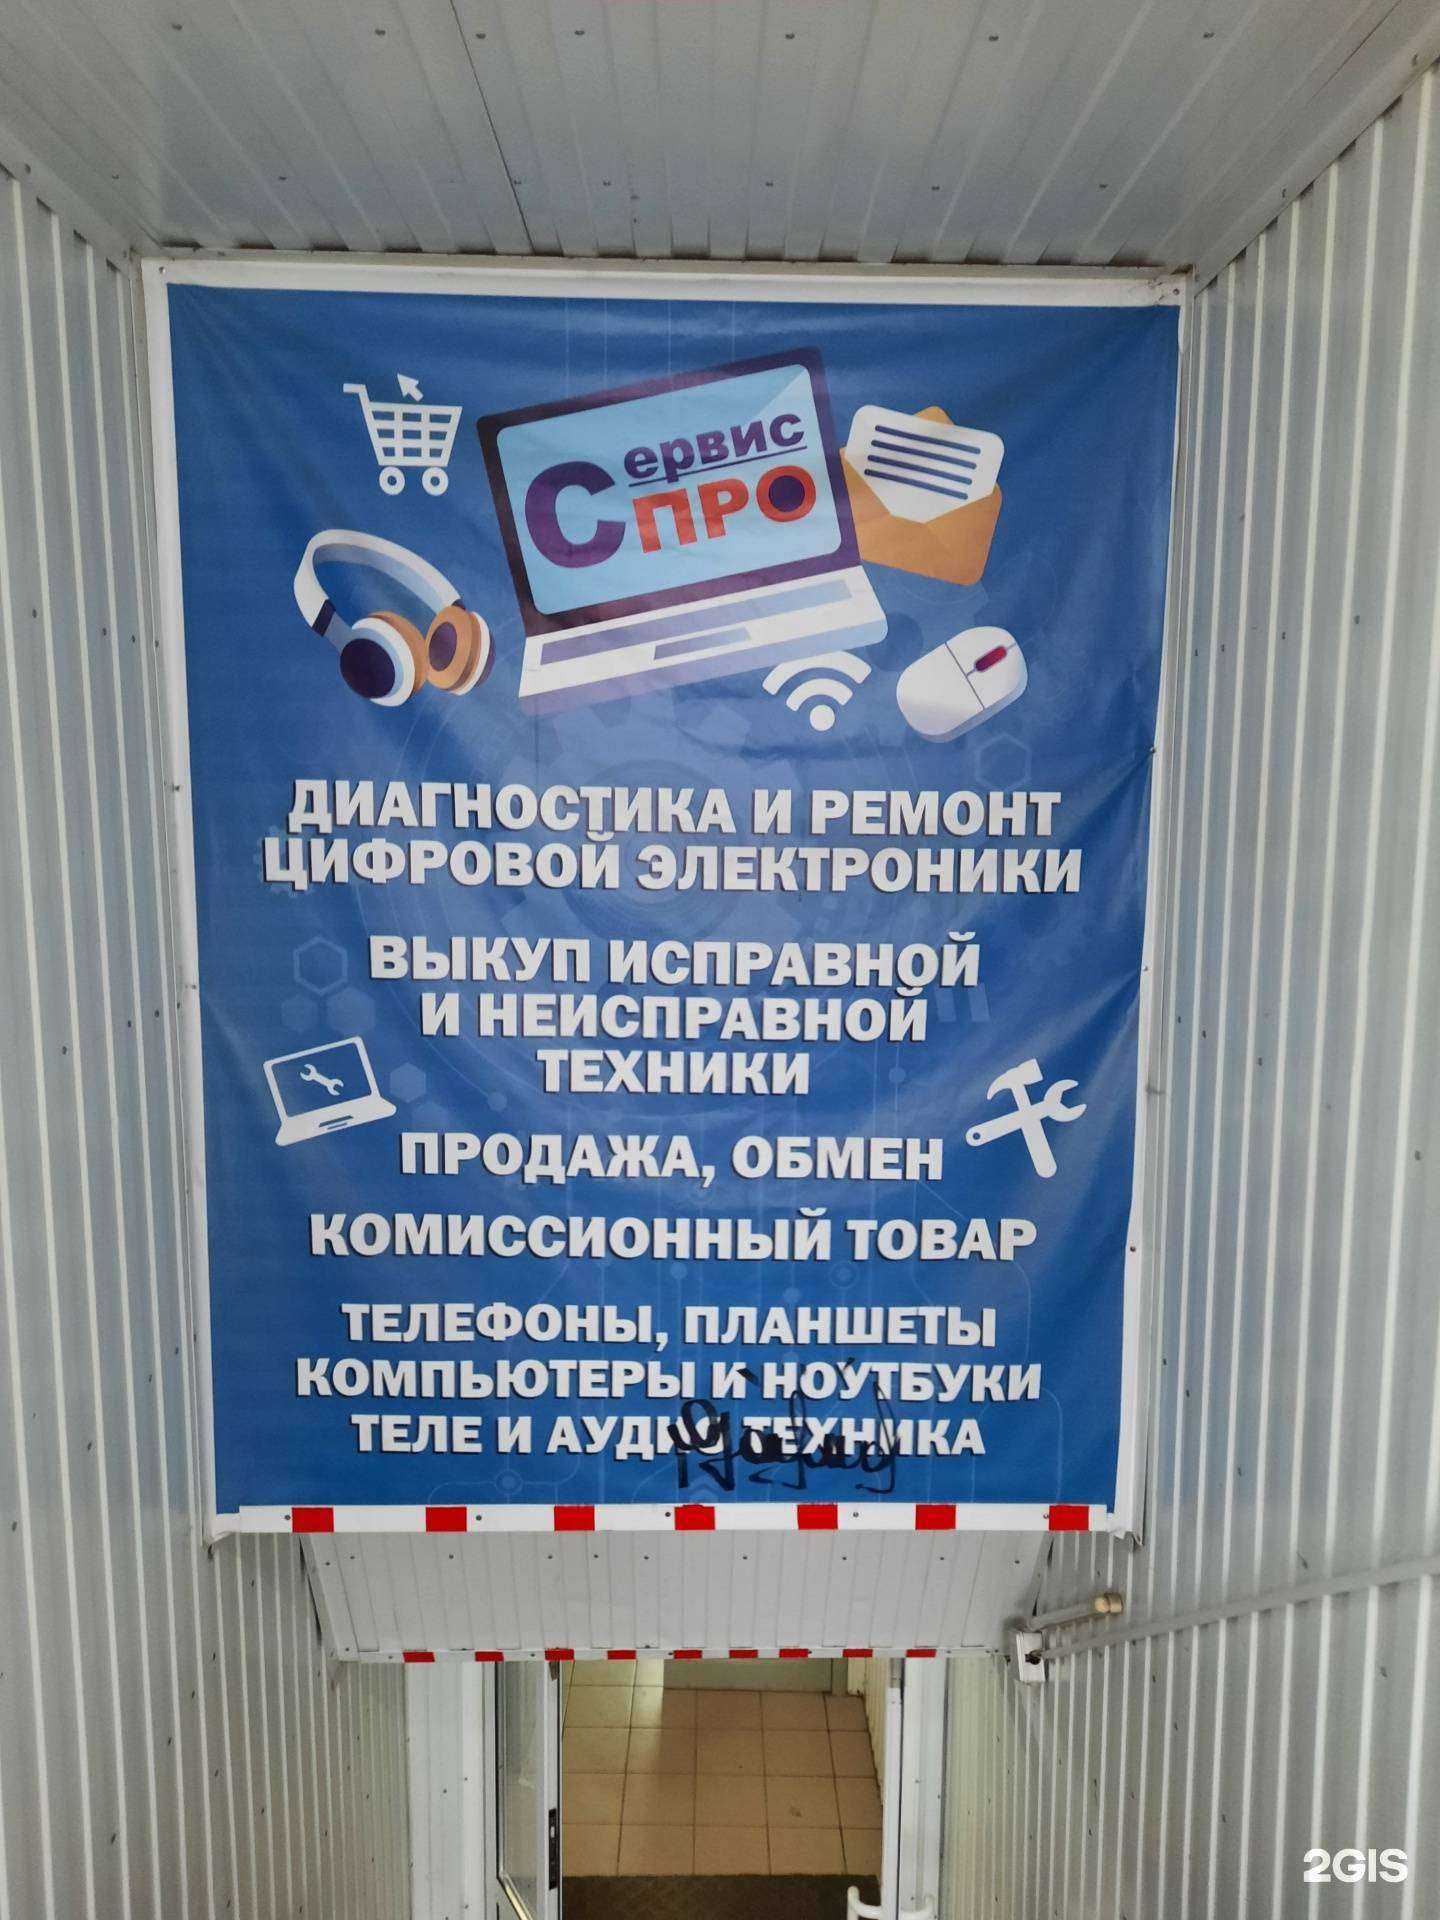 Сервис
ПРО
ДИАГНОСТИКА И РЕМОНТ
ЦИФРОВОЙ ЭЛЕКТРОНИКИ
ВЫКУП ИСПРАВНОЙ
И НЕИСПРАВНОЙ
ТЕХНИКИ
ПРОДАЖА, ОБМЕН
КОМИССИОННЫЙ ТОВАР
ТЕЛЕФОНЫ, ПЛАНШЕТЫ
КОМПЬЮТЕРЫ И НОУТБУКИ
ТЕЛЕ И АУДИО ТЕХНИКА
2GIS